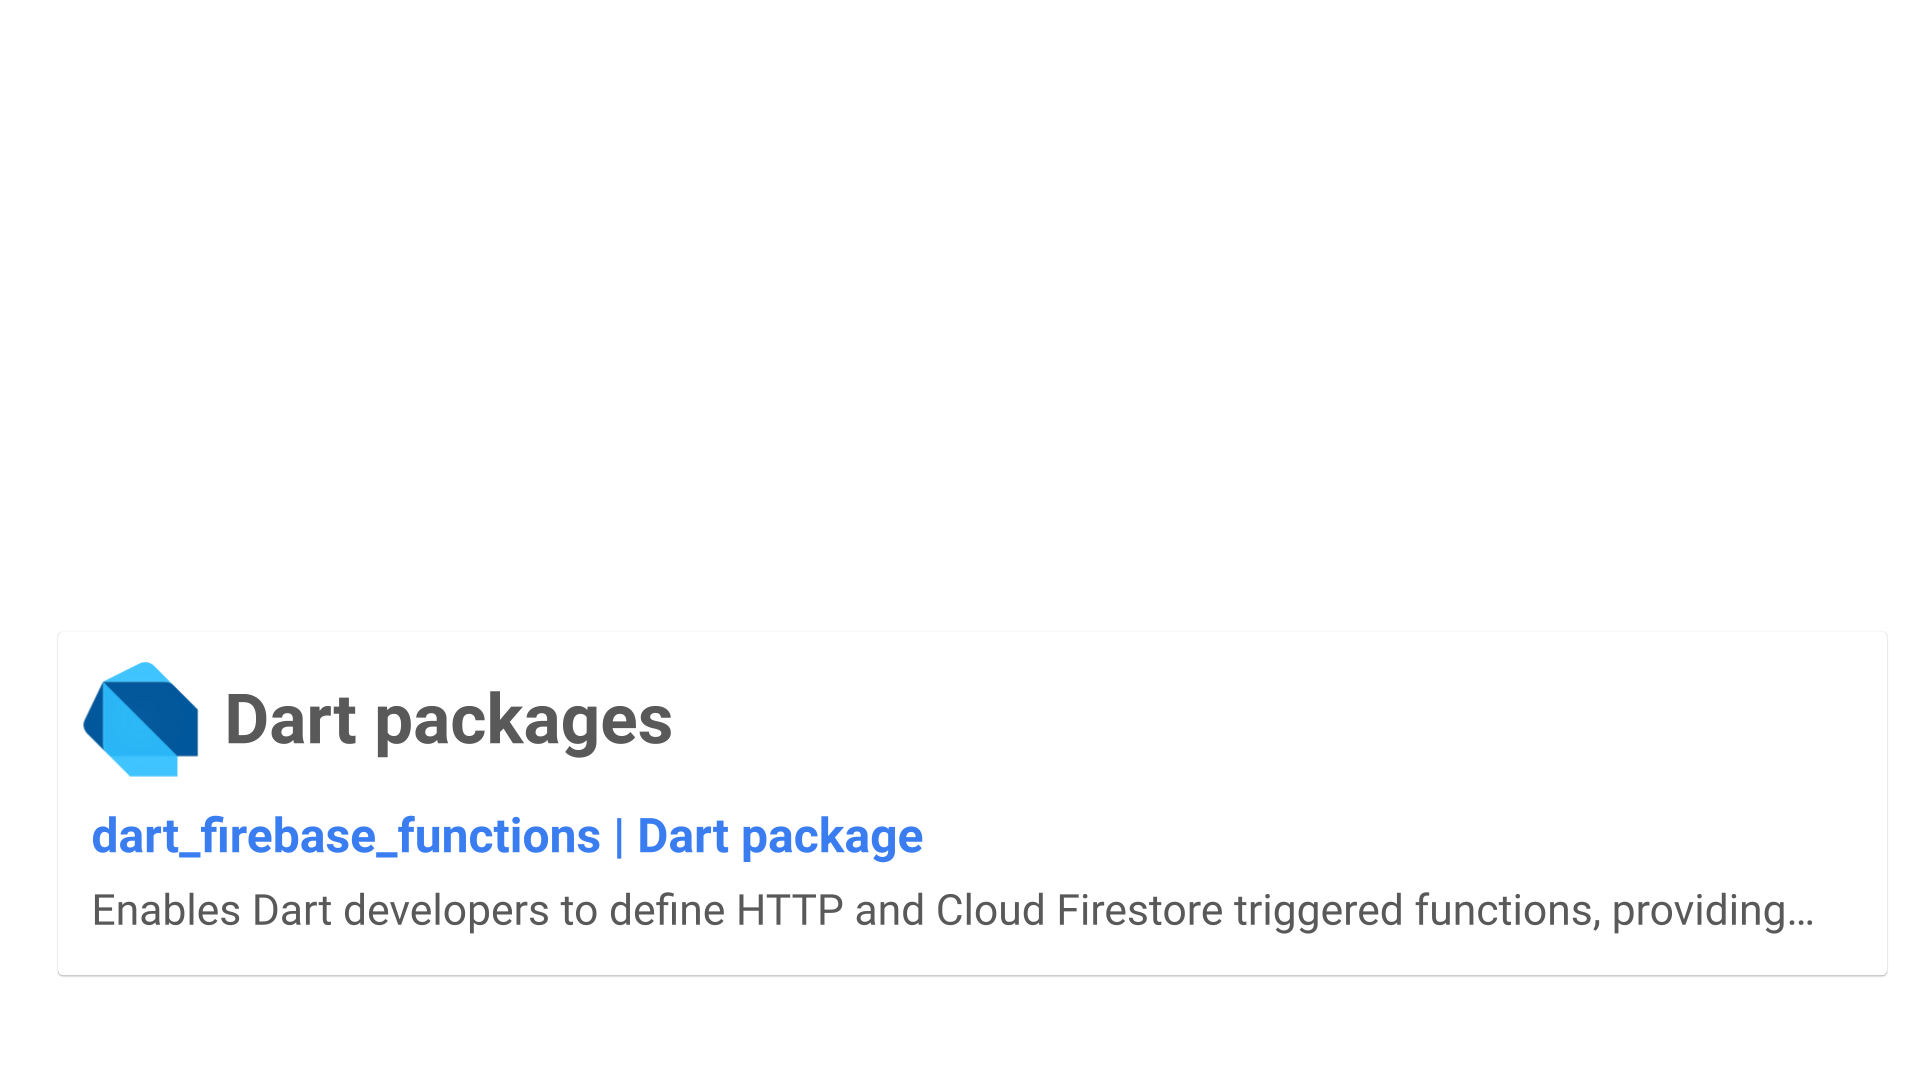 Dart packages
dart_firebase_functions | Dart package
Enables Dart developers to define HTTP and Cloud Firestore triggered functions, providing...